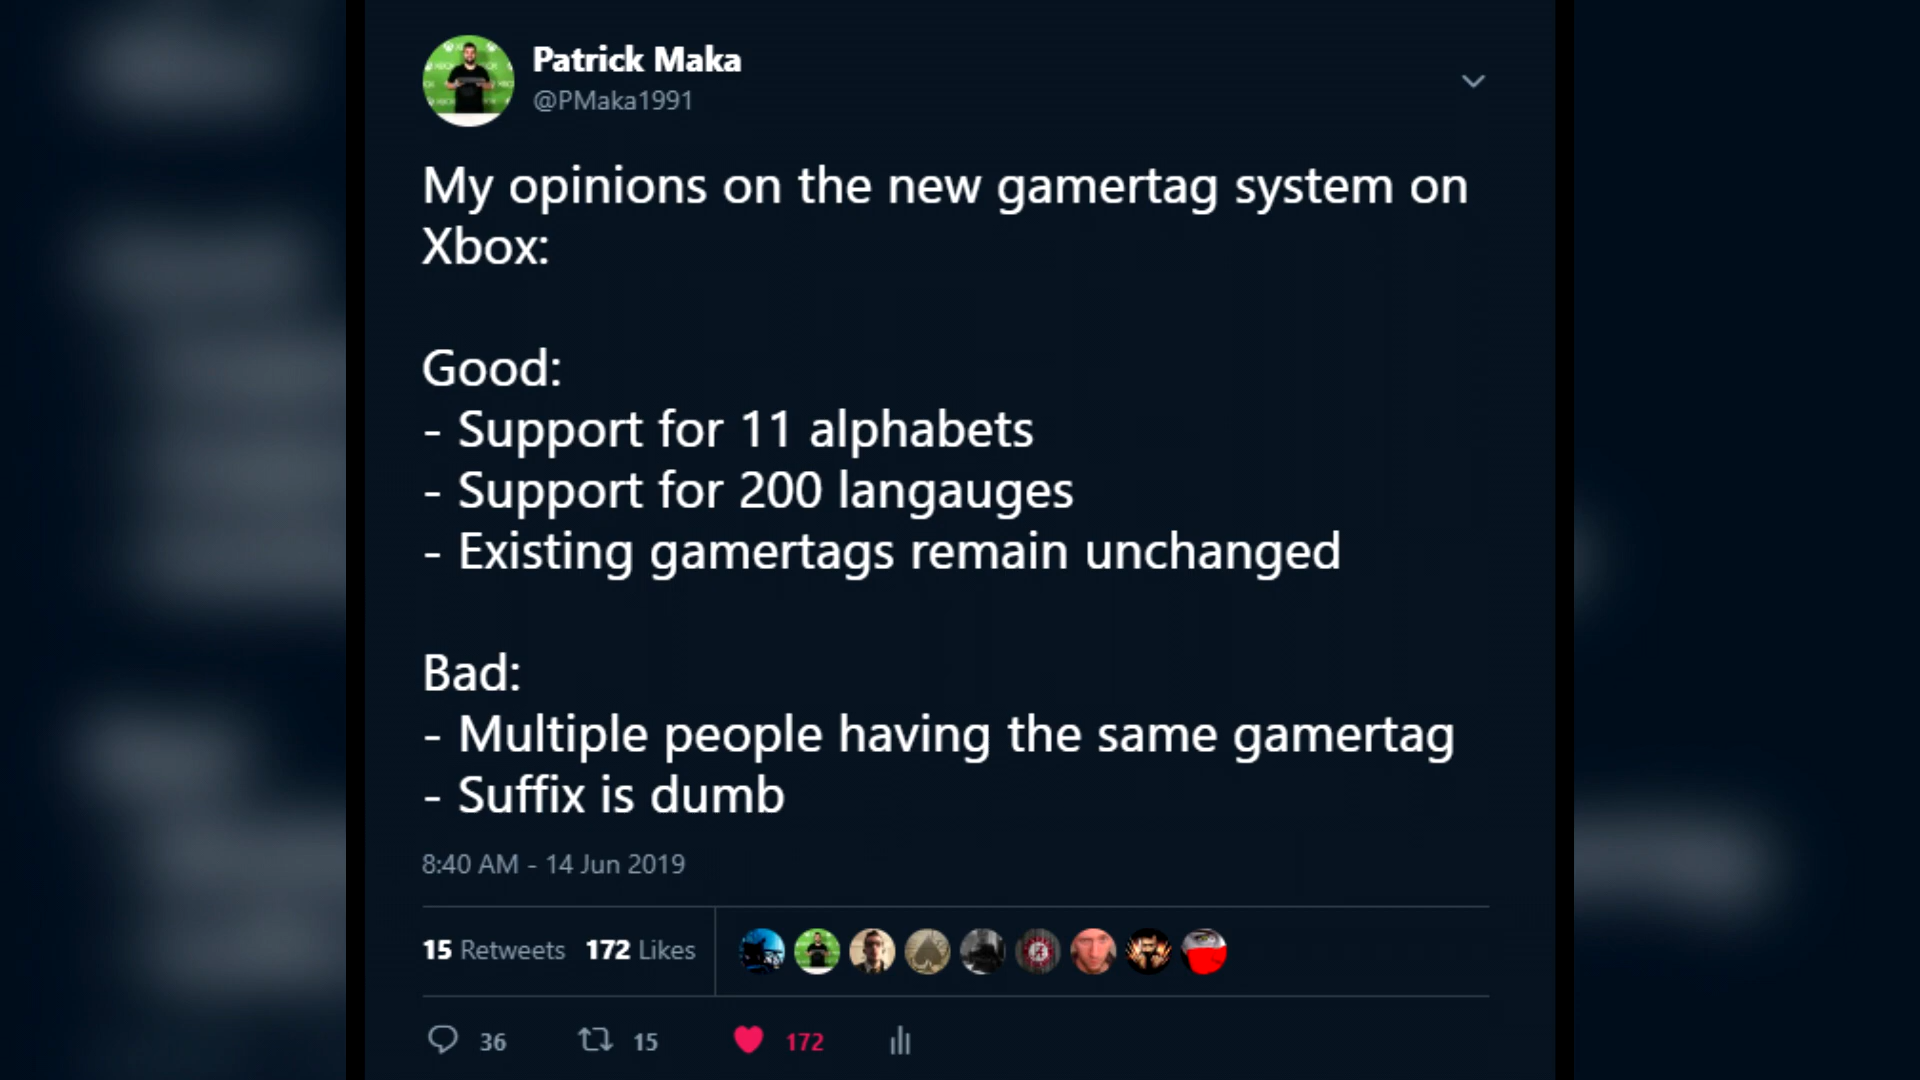 Patrick Maka
@PMaka1991
My opinions on the new gamertag system on
Xbox:
Good:
- Support for 11 alphabets
- Support for 200 langauges
- Existing gamertags remain unchanged
Bad:
- Multiple people having the same gamertag
- Suffix is dumb
8:40 AM - 14 Jun 2019
15 Retweets 172 Likes
36 15 172